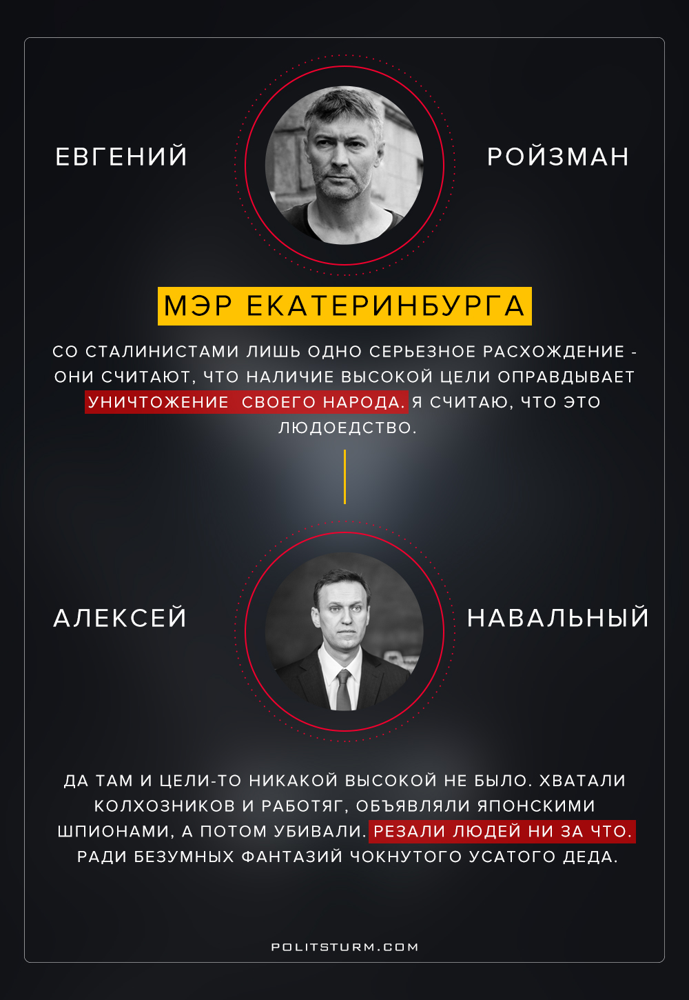 ЕВГЕНИЙ РОЙЗМАН
МЭР ЕКАТЕРИНБУРГА
СО СТАЛИНИСТАМИ ЛИШЬ ОДНО СЕРЬЕЗНОЕ РАСХОЖДЕНИЕ -
ОНИ СЧИТАЮТ, ЧТО НАЛИЧИЕ ВЫСОКОЙ ЦЕЛИ ОПРАВДЫВАЕТ
УНИЧТОЖЕНИЕ СВОЕГО НАРОДА. Я СЧИТАЮ, ЧТО ЭТО
ЛЮДОЕДСТВО.
АЛЕКСЕЙ НАВАЛЬНЫЙ
ДА ТАМ И ЦЕЛИ-ТО НИКАКОЙ ВЫСОКОЙ НЕ БЫЛО. ХВАТАЛИ
КОЛХОЗНИКОВ И РАБОТЯГ, ОБЪЯВЛЯЛИ ЯПОНСКИМИ
ШПИОНАМИ, А ПОТОМ УБИВАЛИ. РЕЗАЛИ ЛЮДЕЙ НИ ЗА ЧТО.
РАДИ БЕЗУМНЫХ ФАНТАЗИЙ ЧОКНУТОГО УСАТОГО ДЕДА.
POLITSTURM.COM